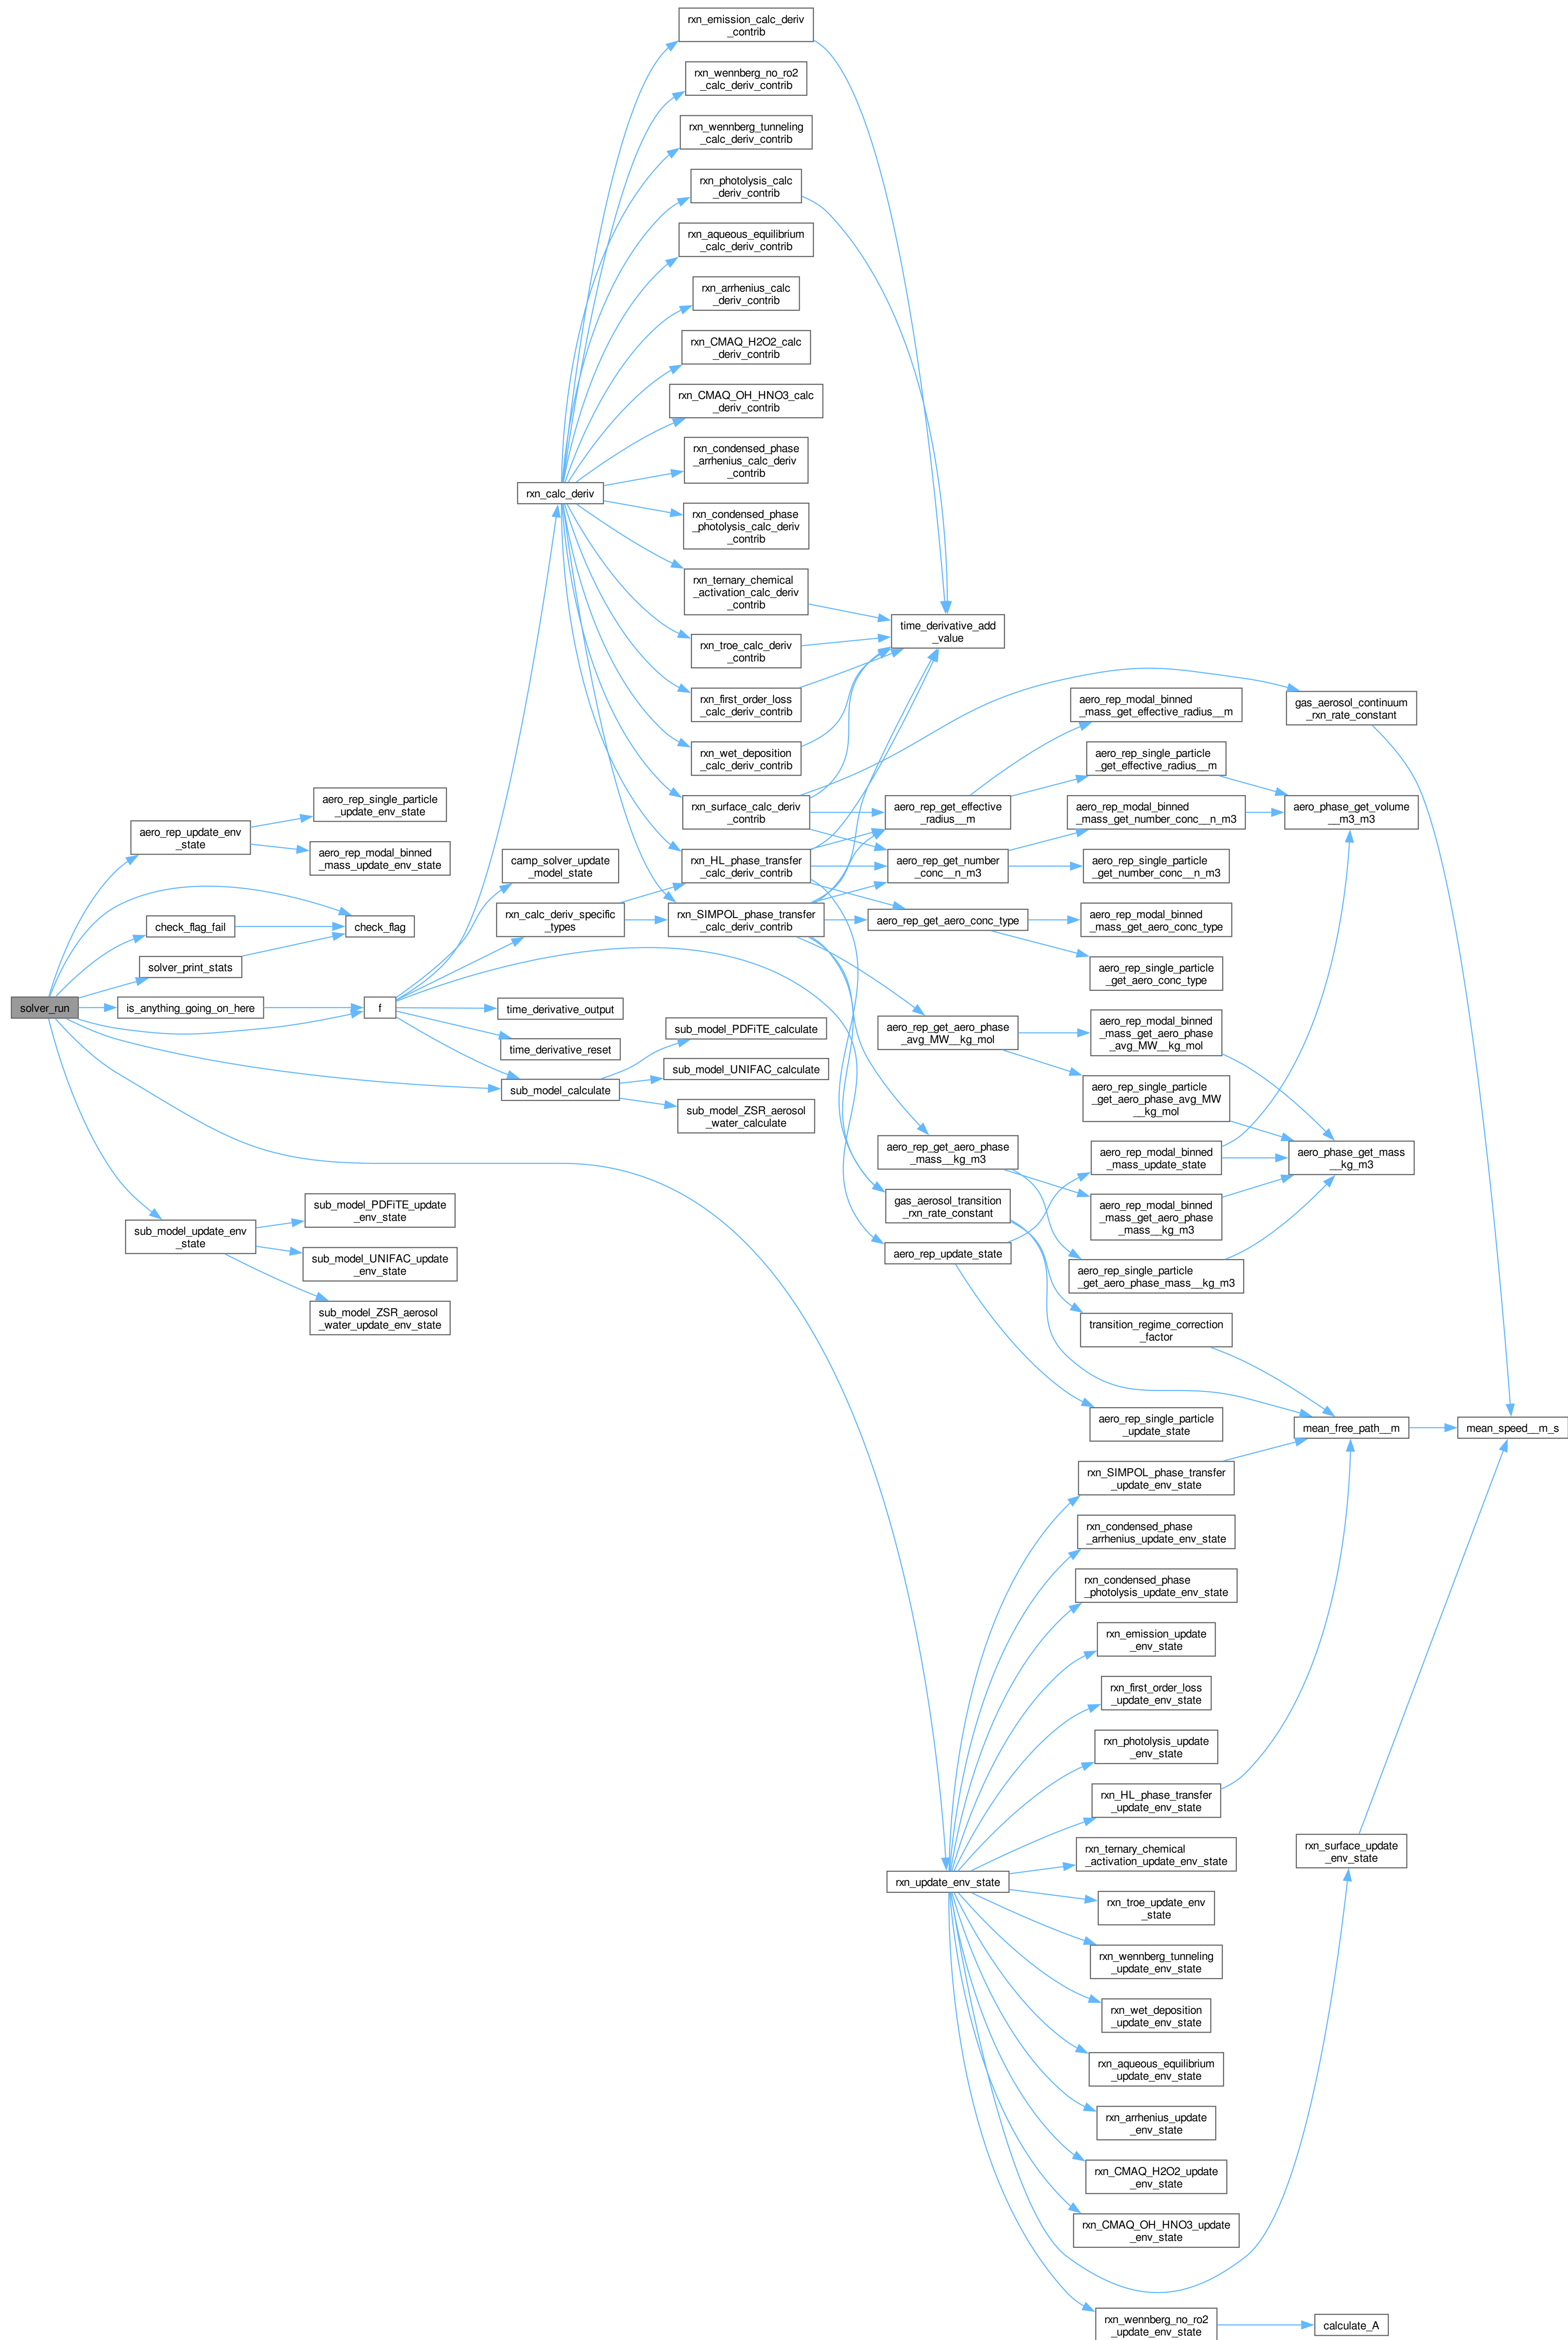 rxn_emission_calc_deriv
_contrib
rxn_wennberg_no_ro2
_calc_deriv_contrib
rxn_wennberg_tunneling
_calc_deriv_contrib
rxn_photolysis_calc
_deriv_contrib
rxn_aqueous_equilibrium
_calc_deriv_contrib
rxn_arrhenius_calc
_deriv_contrib
rxn_CMAQ_H2O2_calc
_deriv_contrib
rxn_CMAQ_OH_HNO3_calc
_deriv_contrib
rxn_condensed_phase
_arrhenius_calc_deriv
_contrib
rxn_calc_deriv
rxn_condensed_phase
_photolysis_calc_deriv
_contrib
rxn_ternary_chemical
_activation_calc_deriv
_contrib
time_derivative_add
_value
rxn_troe_calc_deriv
_contrib
rxn_first_order_loss
_calc_deriv_contrib
aero_rep_modal_binned
_mass_get_effective_radius__m
gas_aerosol_continuum
_rxn_rate_constant
rxn_wet_deposition
_calc_deriv_contrib
aero_rep_single_particle
_get_effective_radius__m
aero_rep_single_particle
_update_env_state
rxn_surface_calc_deriv
_contrib
aero_rep_get_effective
_radius__m
aero_rep_modal_binned
_mass_get_number_conc__n_m3
aero_phase_get_volume
__m3_m3
aero_rep_update_env
_state
aero_rep_modal_binned
_mass_update_env_state
camp_solver_update
_model_state
rxn_HL_phase_transfer
_calc_deriv_contrib
aero_rep_get_number
_conc__n_m3
aero_rep_single_particle
_get_number_conc__n_m3
check_flag_fail
check_flag
rxn_calc_deriv_specific
_types
rxn_SIMPOL_phase_transfer
_calc_deriv_contrib
aero_rep_get_aero_conc_type
aero_rep_modal_binned
_mass_get_aero_conc_type
solver_print_stats
aero_rep_single_particle
_get_aero_conc_type
solver_run
is_anything_going_on_here
f
time_derivative_output
time_derivative_reset
sub_model_PDFiTE_calculate
aero_rep_get_aero_phase
_avg_MW__kg_mol
aero_rep_modal_binned
_mass_get_aero_phase
_avg_MW__kg_mol
sub_model_calculate
sub_model_UNIFAC_calculate
sub_model_ZSR_aerosol
_water_calculate
aero_rep_single_particle
_get_aero_phase_avg_MW
__kg_mol
aero_rep_get_aero_phase
_mass__kg_m3
aero_rep_modal_binned
_mass_update_state
aero_phase_get_mass
__kg_m3
sub_model_PDFiTE_update
_env_state
gas_aerosol_transition
_rxn_rate_constant
aero_rep_modal_binned
_mass_get_aero_phase
_mass__kg_m3
sub_model_update_env
_state
sub_model_UNIFAC_update
_env_state
aero_rep_update_state
aero_rep_single_particle
_get_aero_phase_mass__kg_m3
sub_model_ZSR_aerosol
_water_update_env_state
transition_regime_correction
_factor
aero_rep_single_particle
_update_state
mean_free_path__m
mean_speed__m_s
rxn_SIMPOL_phase_transfer
_update_env_state
rxn_condensed_phase
_arrhenius_update_env_state
rxn_condensed_phase
_photolysis_update_env_state
rxn_emission_update
_env_state
rxn_first_order_loss
_update_env_state
rxn_photolysis_update
_env_state
rxn_HL_phase_transfer
_update_env_state
rxn_ternary_chemical
_activation_update_env_state
rxn_surface_update
_env_state
rxn_update_env_state
rxn_troe_update_env
_state
rxn_wennberg_tunneling
_update_env_state
rxn_wet_deposition
_update_env_state
rxn_aqueous_equilibrium
_update_env_state
rxn_arrhenius_update
_env_state
rxn_CMAQ_H2O2_update
_env_state
rxn_CMAQ_OH_HNO3_update
_env_state
rxn_wennberg_no_ro2
_update_env_state
calculate_A